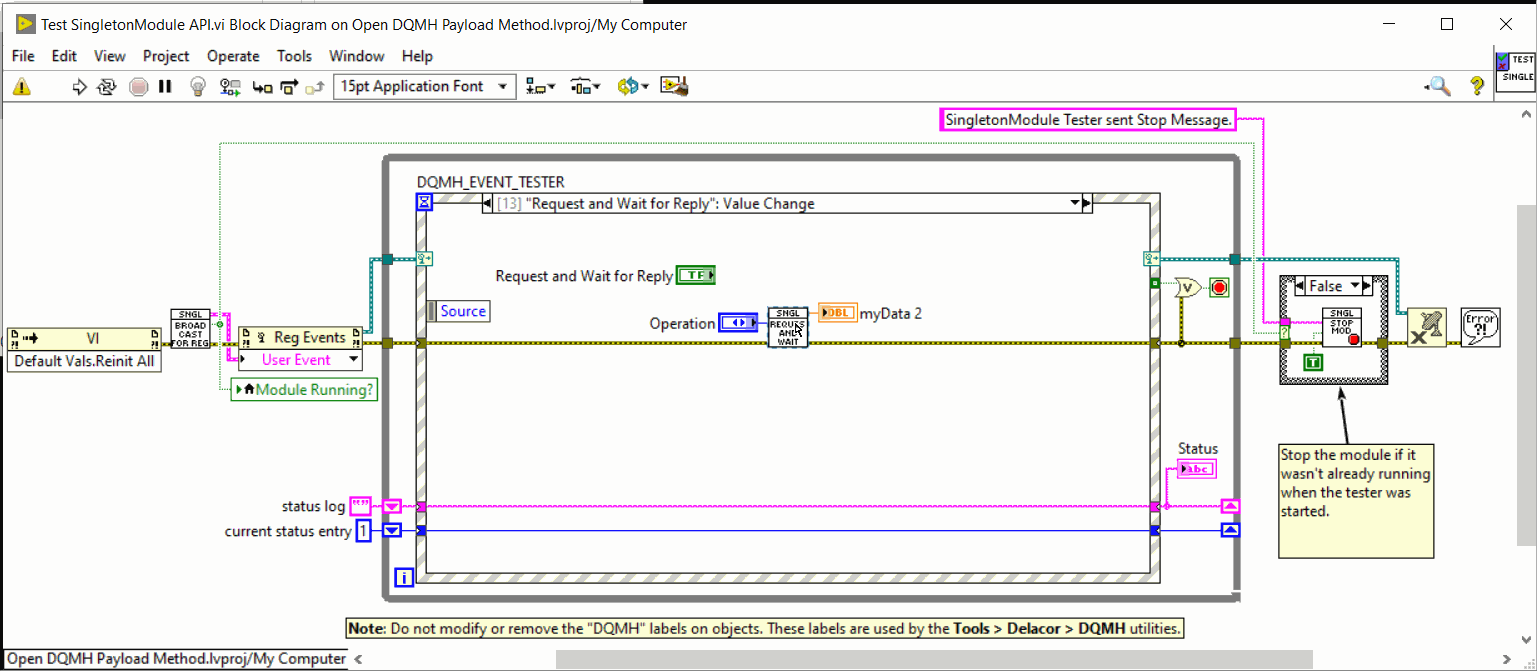 Test SingletonModule API.vi Block Diagram on Open DQMH Payload Method.lvproj/My Computer
File Edit View Project Operate Tools Window Help
15pt Application Font
TEST
SINGLE
SingletonModule Tester sent Stop Message.
DQMH_EVENT_TESTER
[13] "Request and Wait for Reply": Value Change
Request and Wait for Reply TF
Source
Operation
SNGL
REQUES
AND
WAIT
DBL myData 2
VI
Default Vals.Reinit All
SNGL
BROAD
CAST
FOR REG
Reg Events
User Event
Module Running?
V
False
SNGL
STOP
MOD
T
Error
?!
Status
abc
Stop the module if it
wasn't already running
when the tester was
started.
status log ""
current status entry 1
i
Note: Do not modify or remove the "DQMH" labels on objects. These labels are used by the Tools > Delacor > DQMH utilities.
Open DQMH Payload Method.lvproj/My Computer